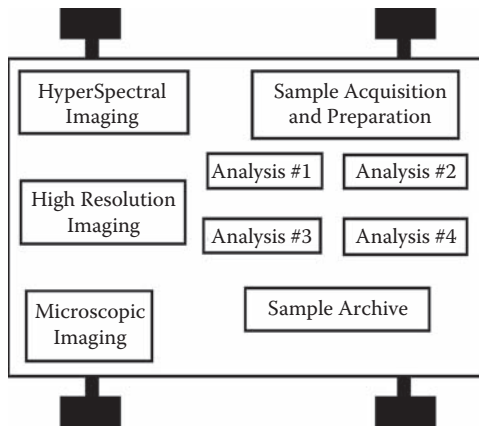 HyperSpectral
Imaging
Sample Acquisition
and Preparation
Analysis #1
Analysis #2
High Resolution
Imaging
Analysis #3
Analysis #4
Microscopic
Imaging
Sample Archive